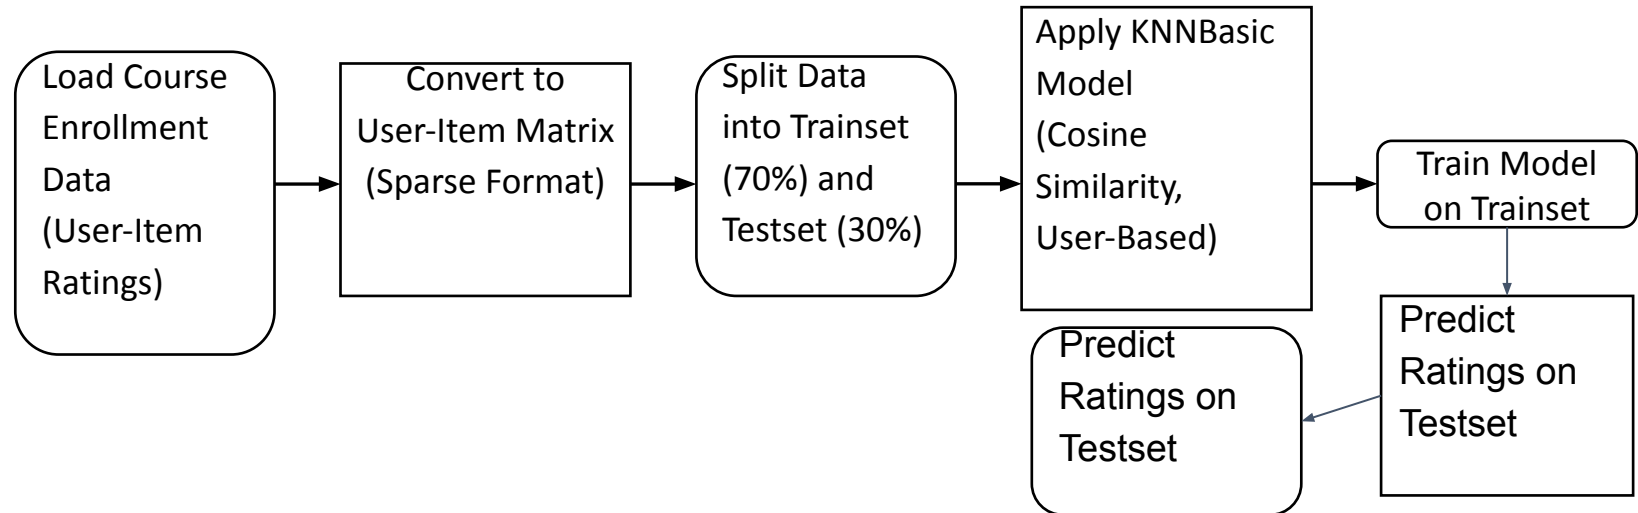 Load Course
Enrollment
Data
(User-Item
Ratings)
Convert to
User-Item Matrix
(Sparse Format)
Split Data
into Trainset
(70%) and
Testset (30%)
Apply KNNBasic
Model
(Cosine
Similarity,
User-Based)
Train Model
on Trainset
Predict
Ratings on
Testset
Predict
Ratings on
Testset